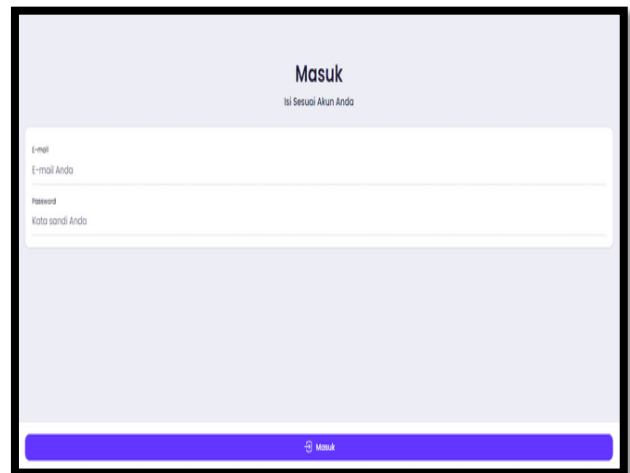 Masuk
Isi Sesuai Akun Anda
E-mail
E-mail Anda
Password
Kata sandi Anda
Masuk